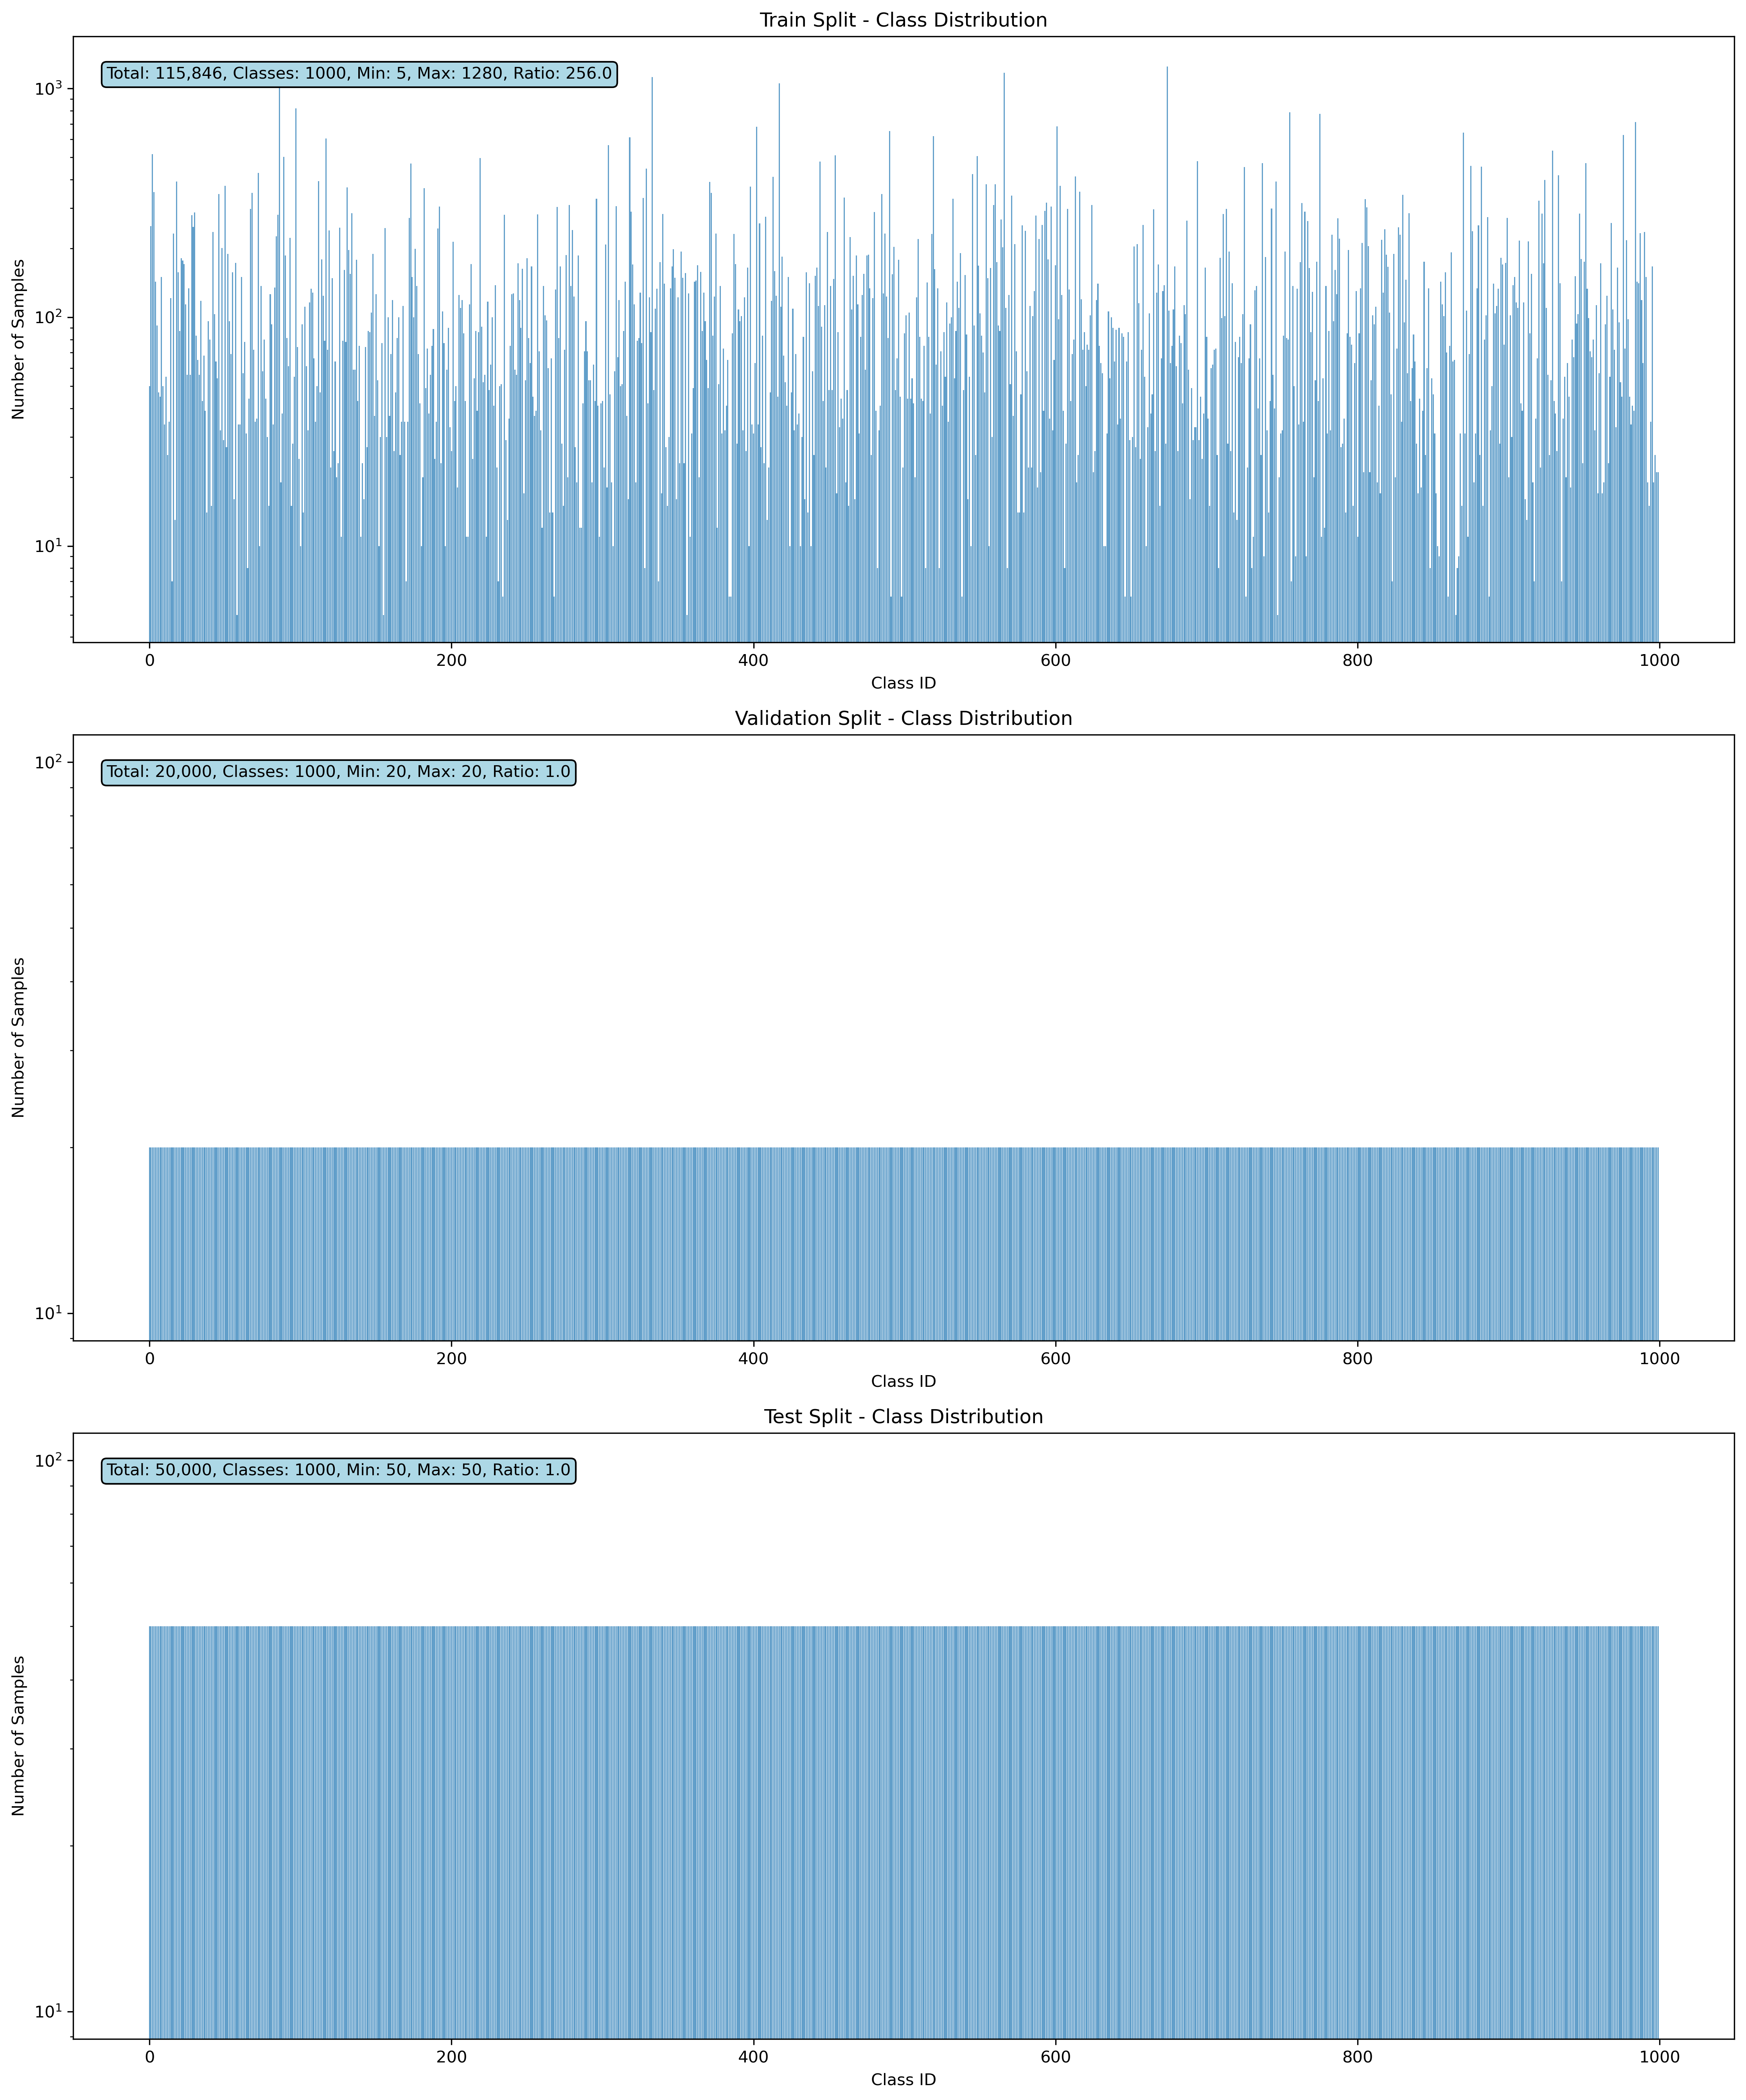 Train Split - Class Distribution
Total: 115,846, Classes: 1000, Min: 5, Max: 1280, Ratio: 256.0
10³
10²
10¹
Number of Samples
0 200 400 600 800 1000
Class ID
Validation Split - Class Distribution
Total: 20,000, Classes: 1000, Min: 20, Max: 20, Ratio: 1.0
10²
10¹
Number of Samples
0 200 400 600 800 1000
Class ID
Test Split - Class Distribution
Total: 50,000, Classes: 1000, Min: 50, Max: 50, Ratio: 1.0
10²
10¹
Number of Samples
0 200 400 600 800 1000
Class ID